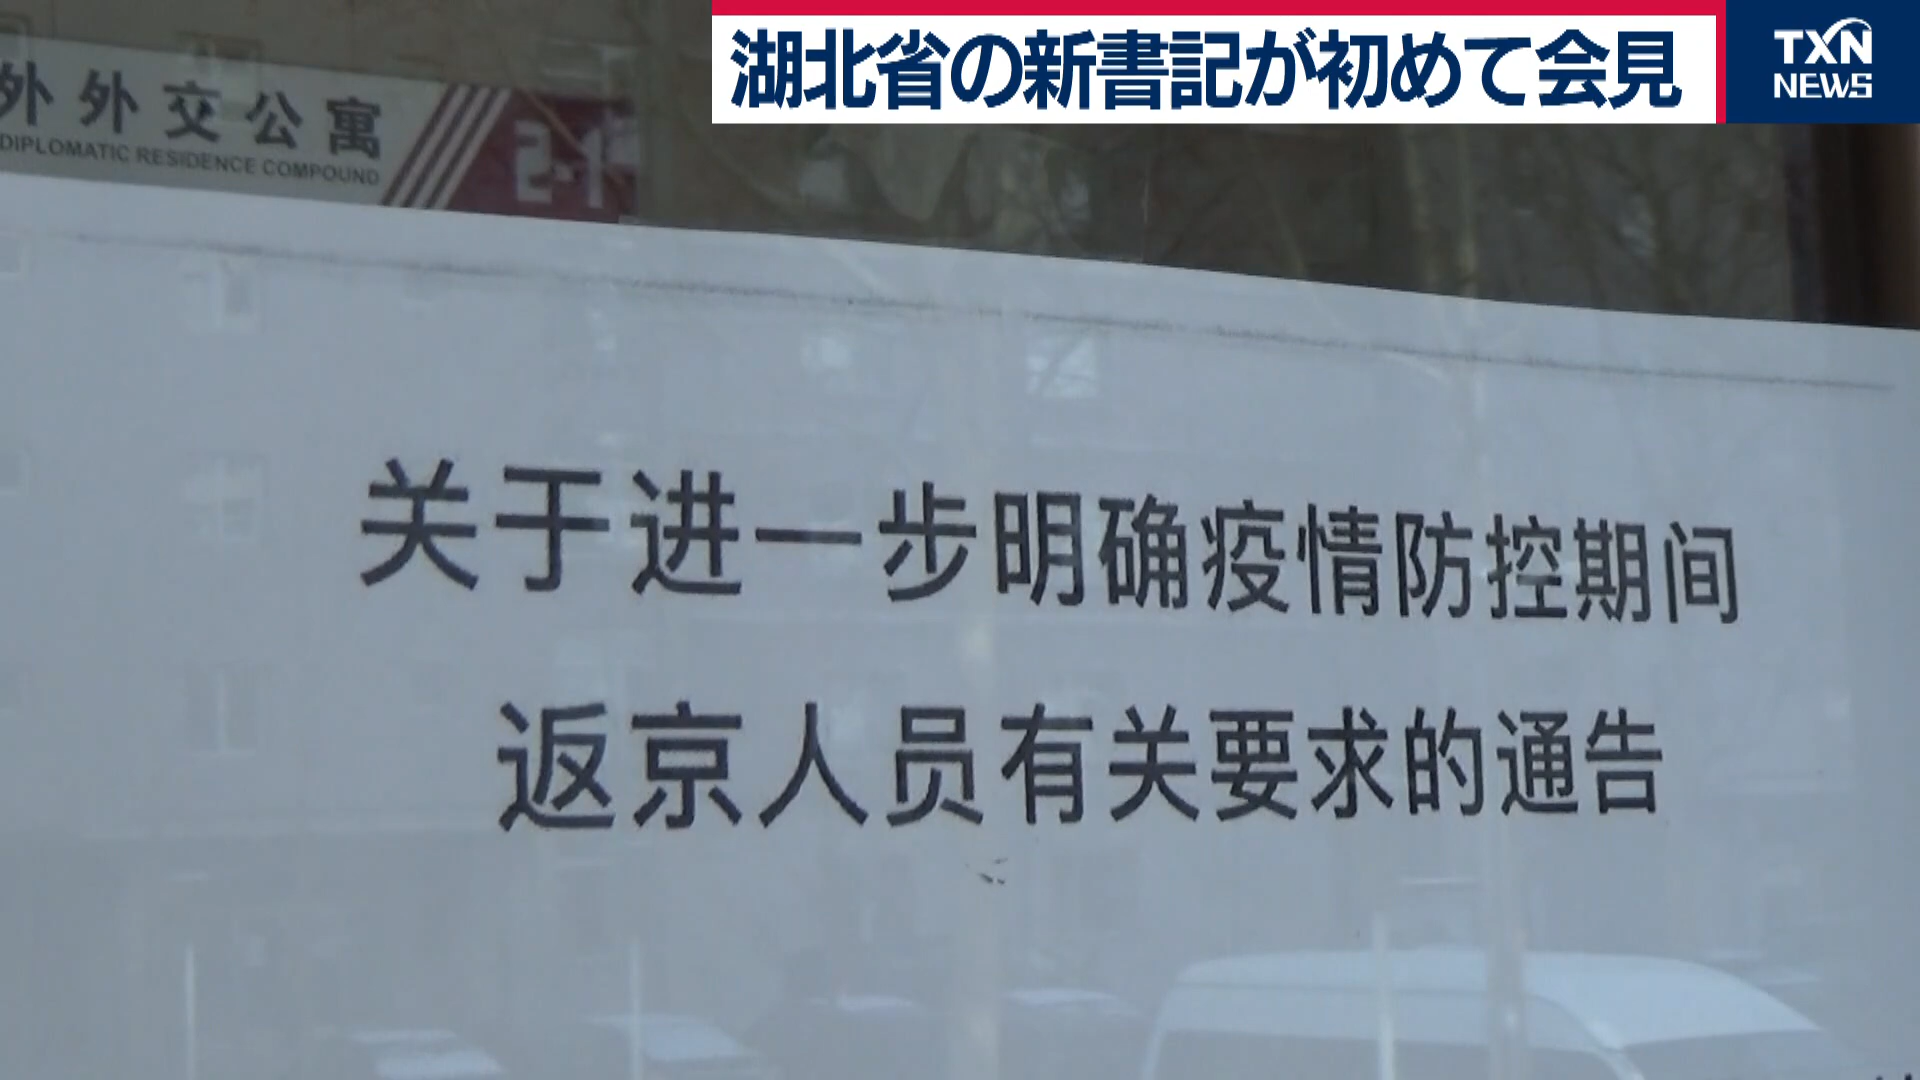 湖北省の新書記が初めて会見
TXN
NEWS
外外交公寓
DIPLOMATIC RESIDENCE COMPOUND
关于进一步明确疫情防控期间
返京人员有关要求的通告